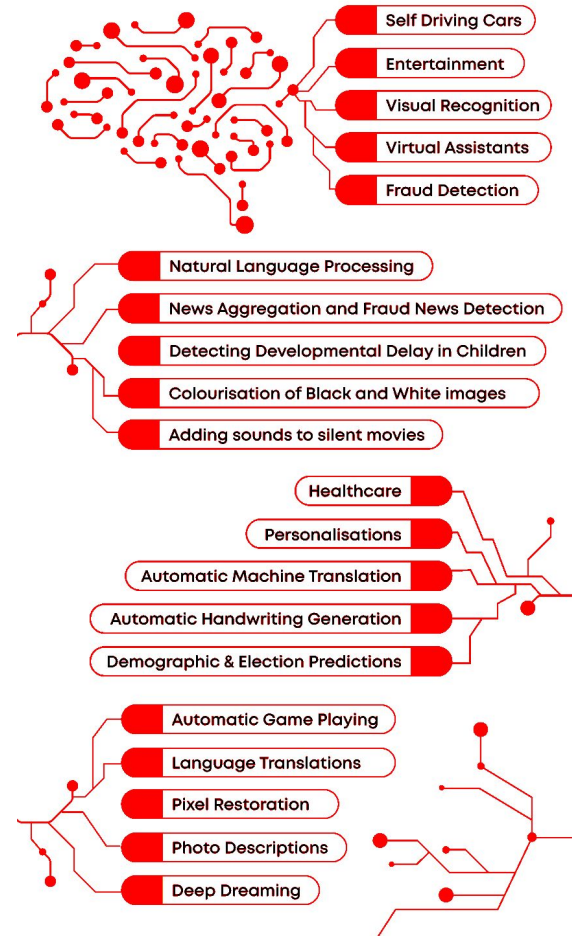 Self Driving Cars
Entertainment
Visual Recognition
Virtual Assistants
Fraud Detection
Natural Language Processing
News Aggregation and Fraud News Detection
Detecting Developmental Delay in Children
Colourisation of Black and White images
Adding sounds to silent movies
Healthcare
Personalisations
Automatic Machine Translation
Automatic Handwriting Generation
Demographic & Election Predictions
Automatic Game Playing
Language Translations
Pixel Restoration
Photo Descriptions
Deep Dreaming